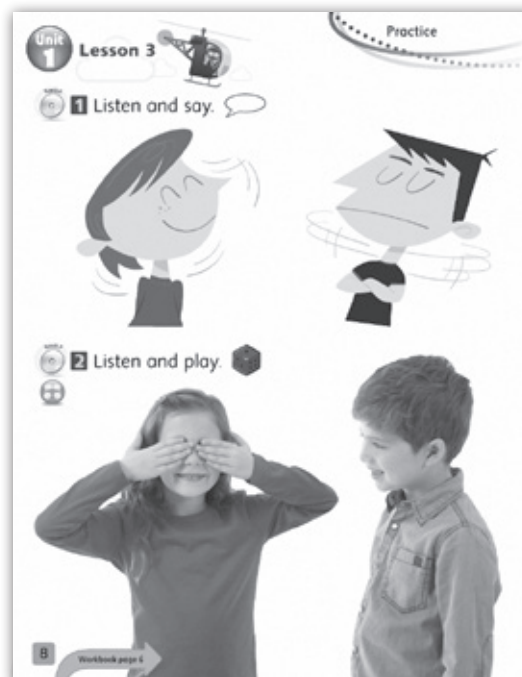 Unit
1
Lesson 3
Practice
1 Listen and say.
2 Listen and play.
8
Workbook page 6